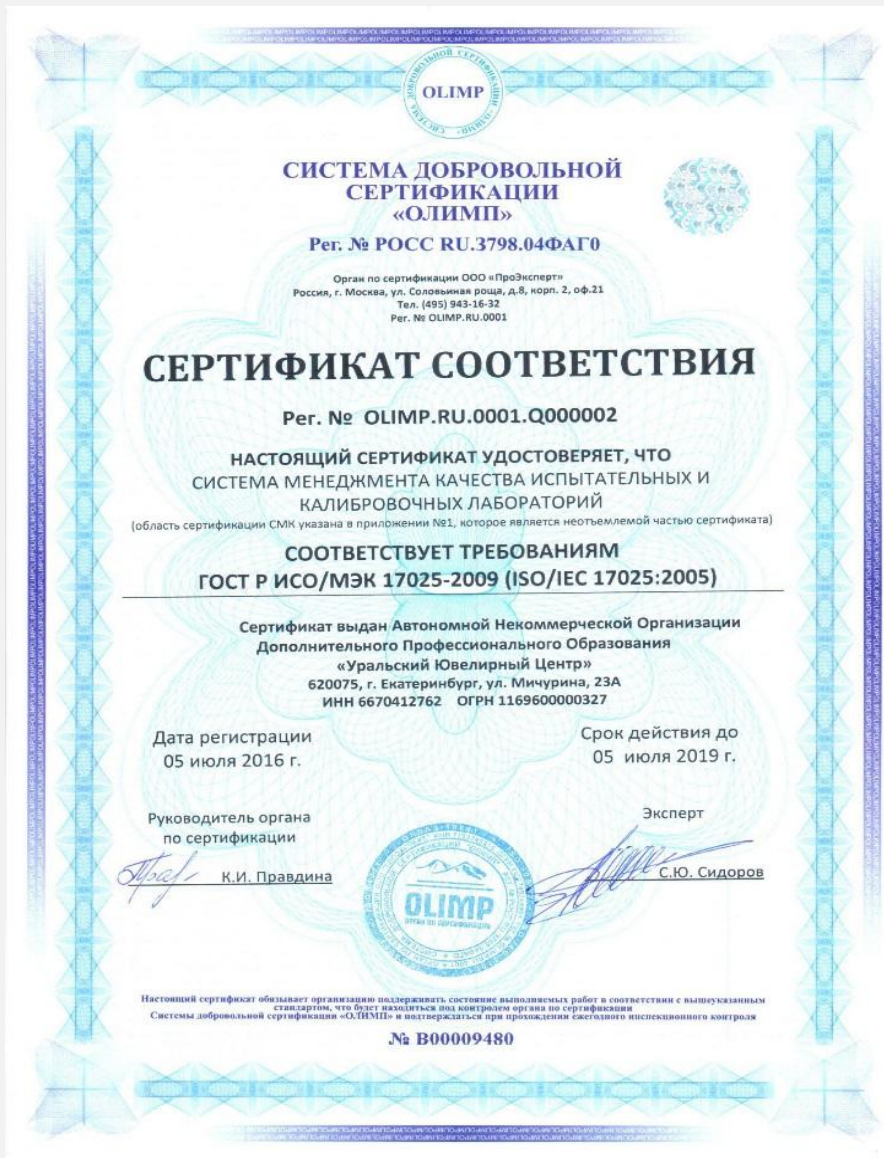 OLIMP
СИСТЕМА ДОБРОВОЛЬНОЙ
СЕРТИФИКАЦИИ
«ОЛИМП»
Рег. № РОСС RU.З798.04ФАГ0
Орган по сертификации ООО «ПроЭксперт»
Россия, г. Москва, ул. Соловьиная роща, д.8, корп. 2, оф.21
Тел. (495) 943-16-32
Рег. № OLIMP.RU.0001
СЕРТИФИКАТ СООТВЕТСТВИЯ
Рег. № OLIMP.RU.0001.Q000002
НАСТОЯЩИЙ СЕРТИФИКАТ УДОСТОВЕРЯЕТ, ЧТО
СИСТЕМА МЕНЕДЖМЕНТА КАЧЕСТВА ИСПЫТАТЕЛЬНЫХ И
КАЛИБРОВОЧНЫХ ЛАБОРАТОРИЙ
(область сертификации СМК указана в приложении №1, которое является неотъемлемой частью сертификата)
СООТВЕТСТВУЕТ ТРЕБОВАНИЯМ
ГОСТ Р ИСО/МЭК 17025-2009 (ISO/IEC 17025:2005)
Сертификат выдан Автономной Некоммерческой Организации
Дополнительного Профессионального Образования
«Уральский Ювелирный Центр»
620075, г. Екатеринбург, ул. Мичурина, 23А
ИНН 6670412762 ОГРН 1169600000327
Дата регистрации
05 июля 2016 г.
Срок действия до
05 июля 2019 г.
Руководитель органа
по сертификации
К.И. Правдина
Эксперт
С.Ю. Сидоров
OLIMP
ОРГАН ПО СЕРТИФИКАЦИИ
Настоящий сертификат обязывает организацию поддерживать состояние выполняемых работ в соответствии с вышеуказанным
стандартом, что будет находиться под контролем органа по сертификации
Системы добровольной сертификации «ОЛИМП» и подтверждаться при прохождении ежегодного инспекционного контроля
№ В00009480